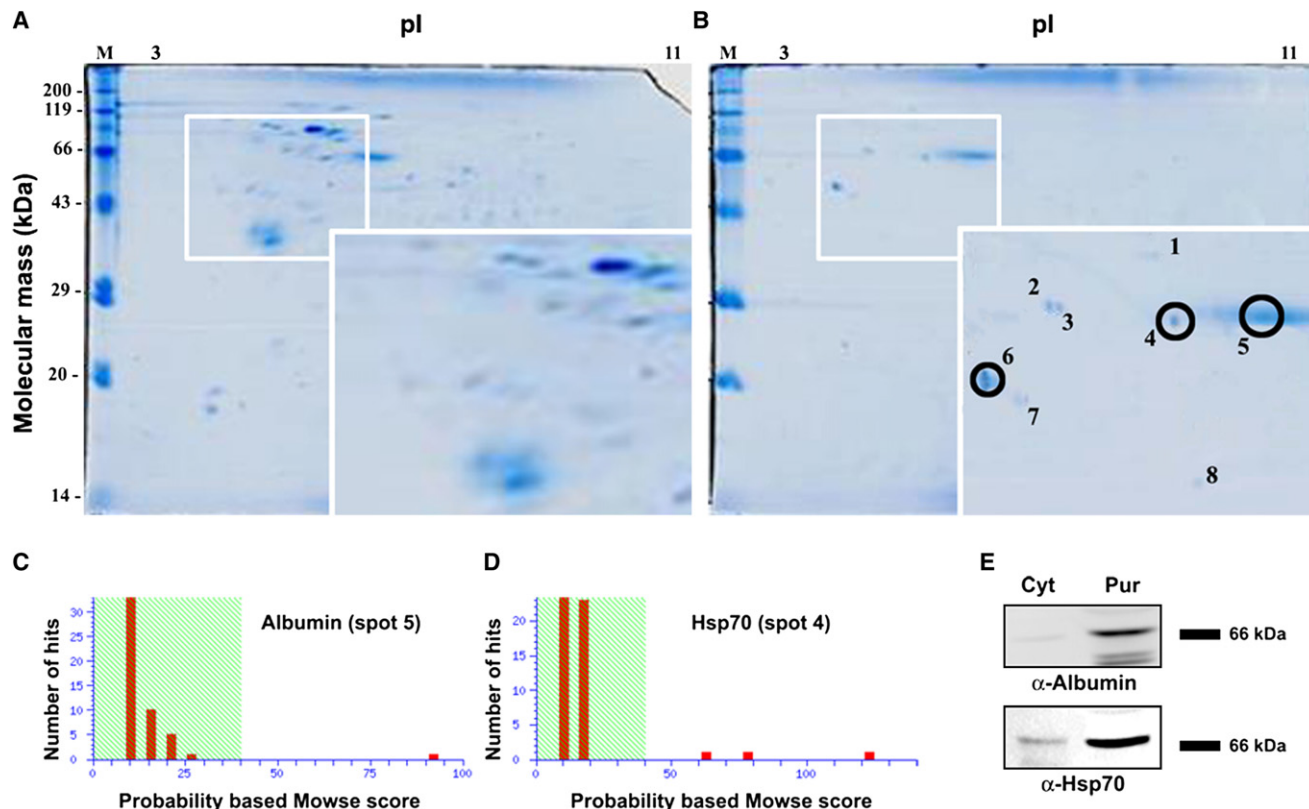 A pI B
M 3 11 M 3 11
200 -
119 -
66 -
43 -
29 -
20 -
14 -
Molecular mass (kDa)
pI
1
2
3
4
5
6
7
8
C D E
30
25
20
15
10
5
0
Number of hits
Albumin (spot 5)
0 25 50 75 100
Probability based Mowse score
20
15
10
5
0
Number of hits
Hsp70 (spot 4)
0 50 100
Probability based Mowse score
Cyt Pur
66 kDa
α-Albumin
66 kDa
α-Hsp70